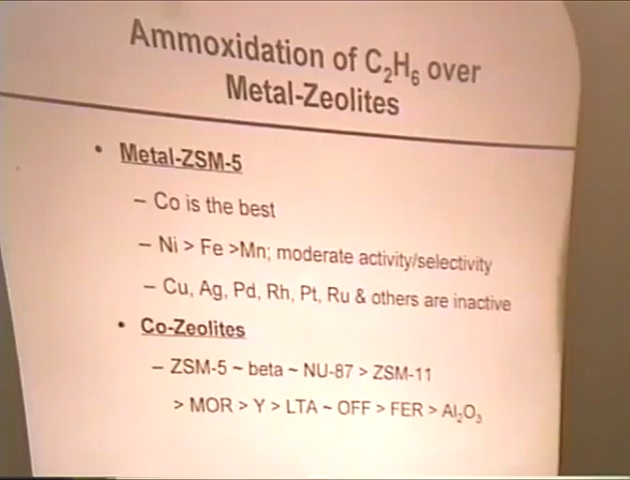 Ammoxidation of C₂H₆ over
Metal-Zeolites
• Metal-ZSM-5
– Co is the best
– Ni > Fe >Mn; moderate activity/selectivity
– Cu, Ag, Pd, Rh, Pt, Ru & others are inactive
• Co-Zeolites
– ZSM-5 ~ beta ~ NU-87 > ZSM-11
> MOR > Y > LTA ~ OFF > FER > Al₂O₃